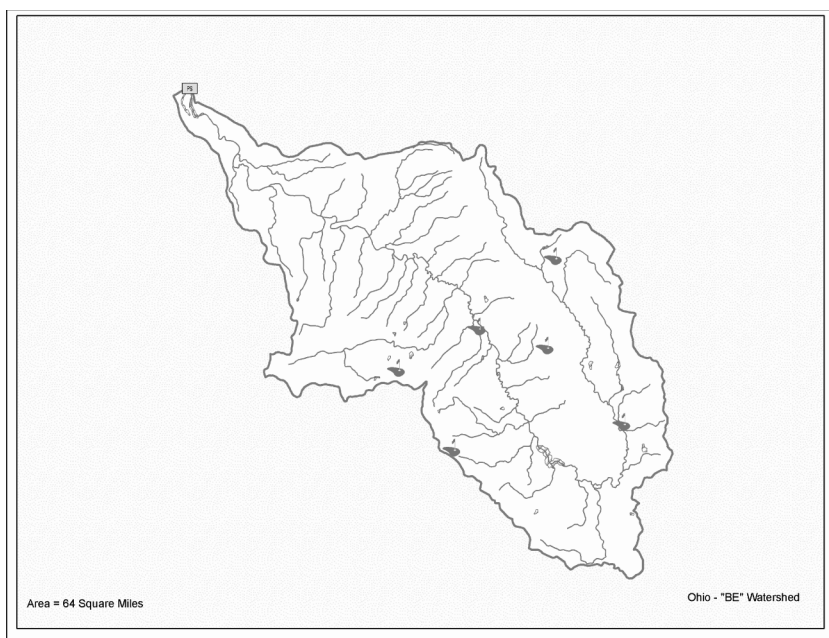 PS
Area = 64 Square Miles
Ohio - "BE" Watershed